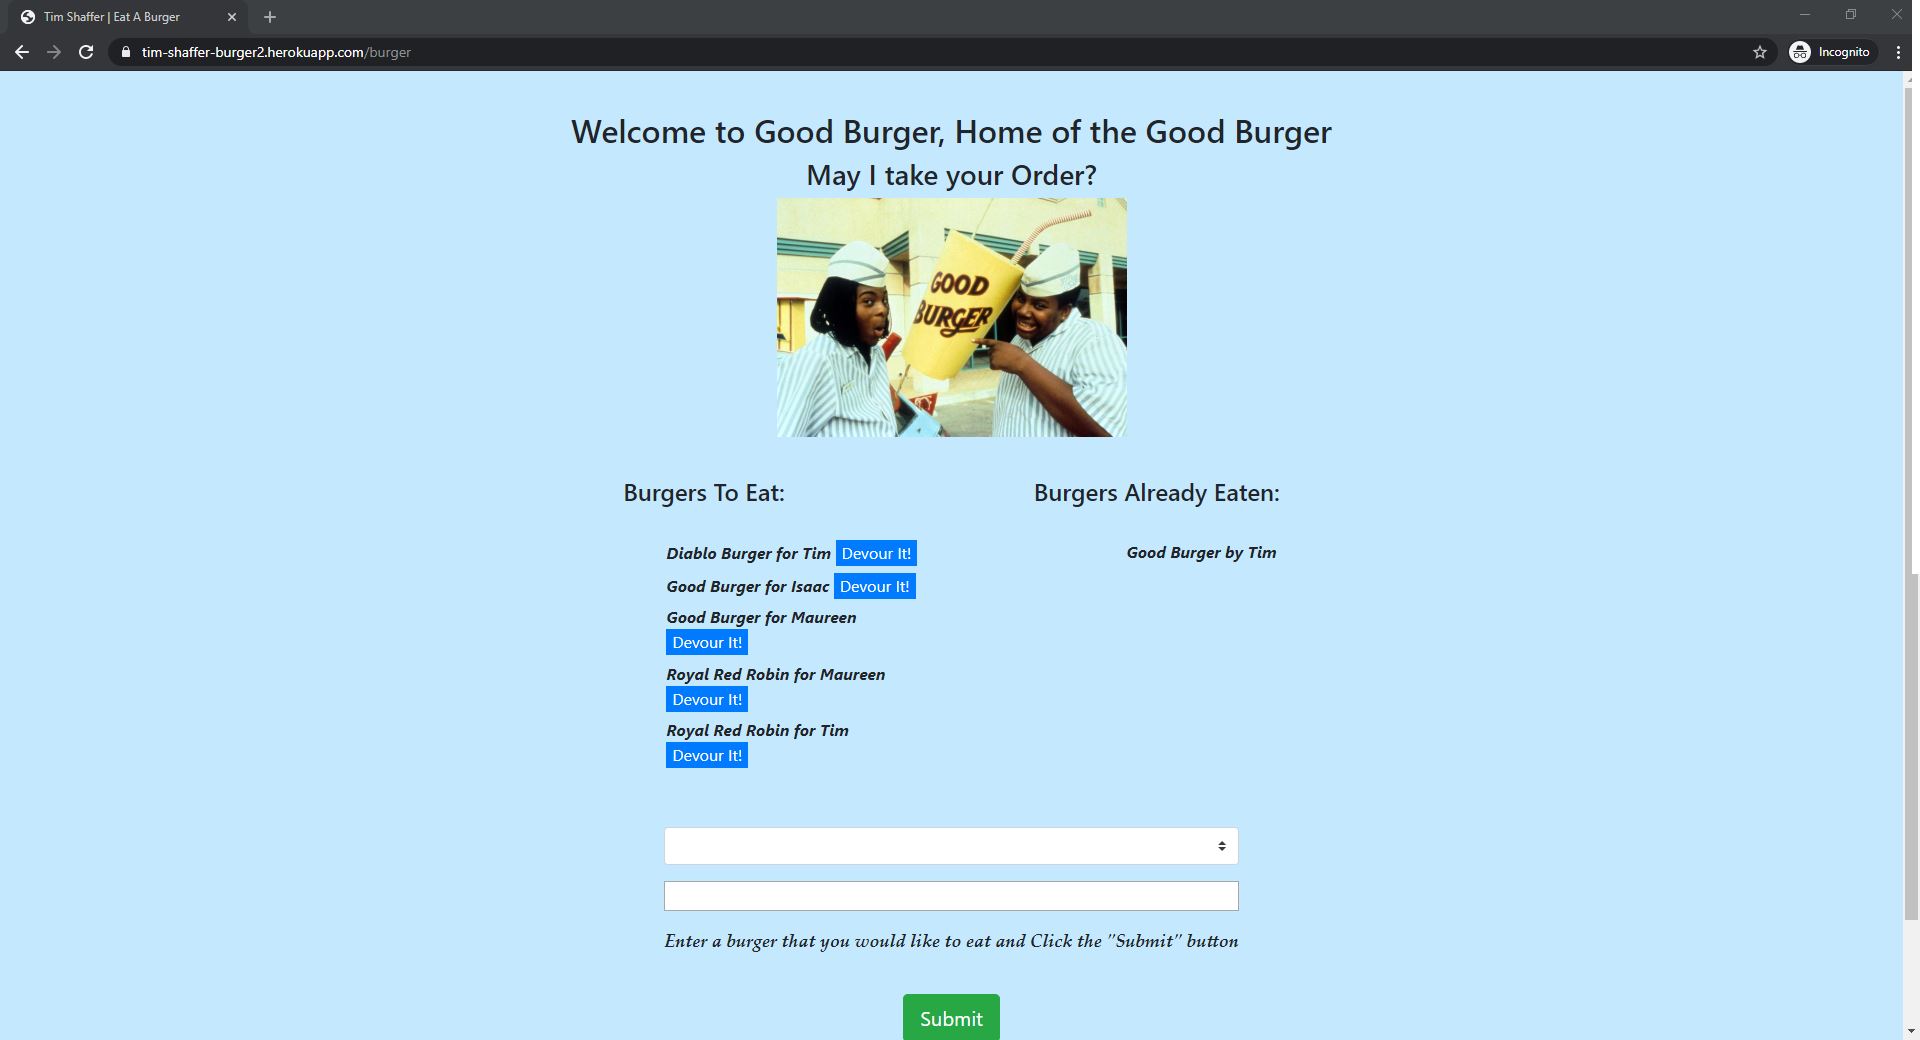 Tim Shaffer | Eat A Burger
tim-shaffer-burger2.herokuapp.com/burger
Incognito
Welcome to Good Burger, Home of the Good Burger
May I take your Order?
GOOD
BURGER
Burgers To Eat:
Burgers Already Eaten:
Diablo Burger for Tim Devour It!
Good Burger by Tim
Good Burger for Isaac Devour It!
Good Burger for Maureen
Devour It!
Royal Red Robin for Maureen
Devour It!
Royal Red Robin for Tim
Devour It!
Enter a burger that you would like to eat and Click the "Submit" button
Submit